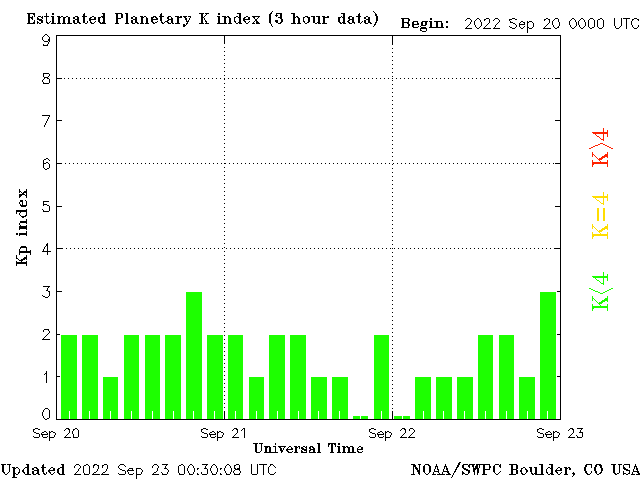 Estimated Planetary K index (3 hour data)
Begin: 2022 Sep 20 0000 UTC
9
8
7
6
5
4
3
2
1
0
Kp index
K>4
K=4
K<4
Sep 20
Sep 21
Sep 22
Sep 23
Universal Time
Updated 2022 Sep 23 00:30:08 UTC
NOAA/SWPC Boulder, CO USA